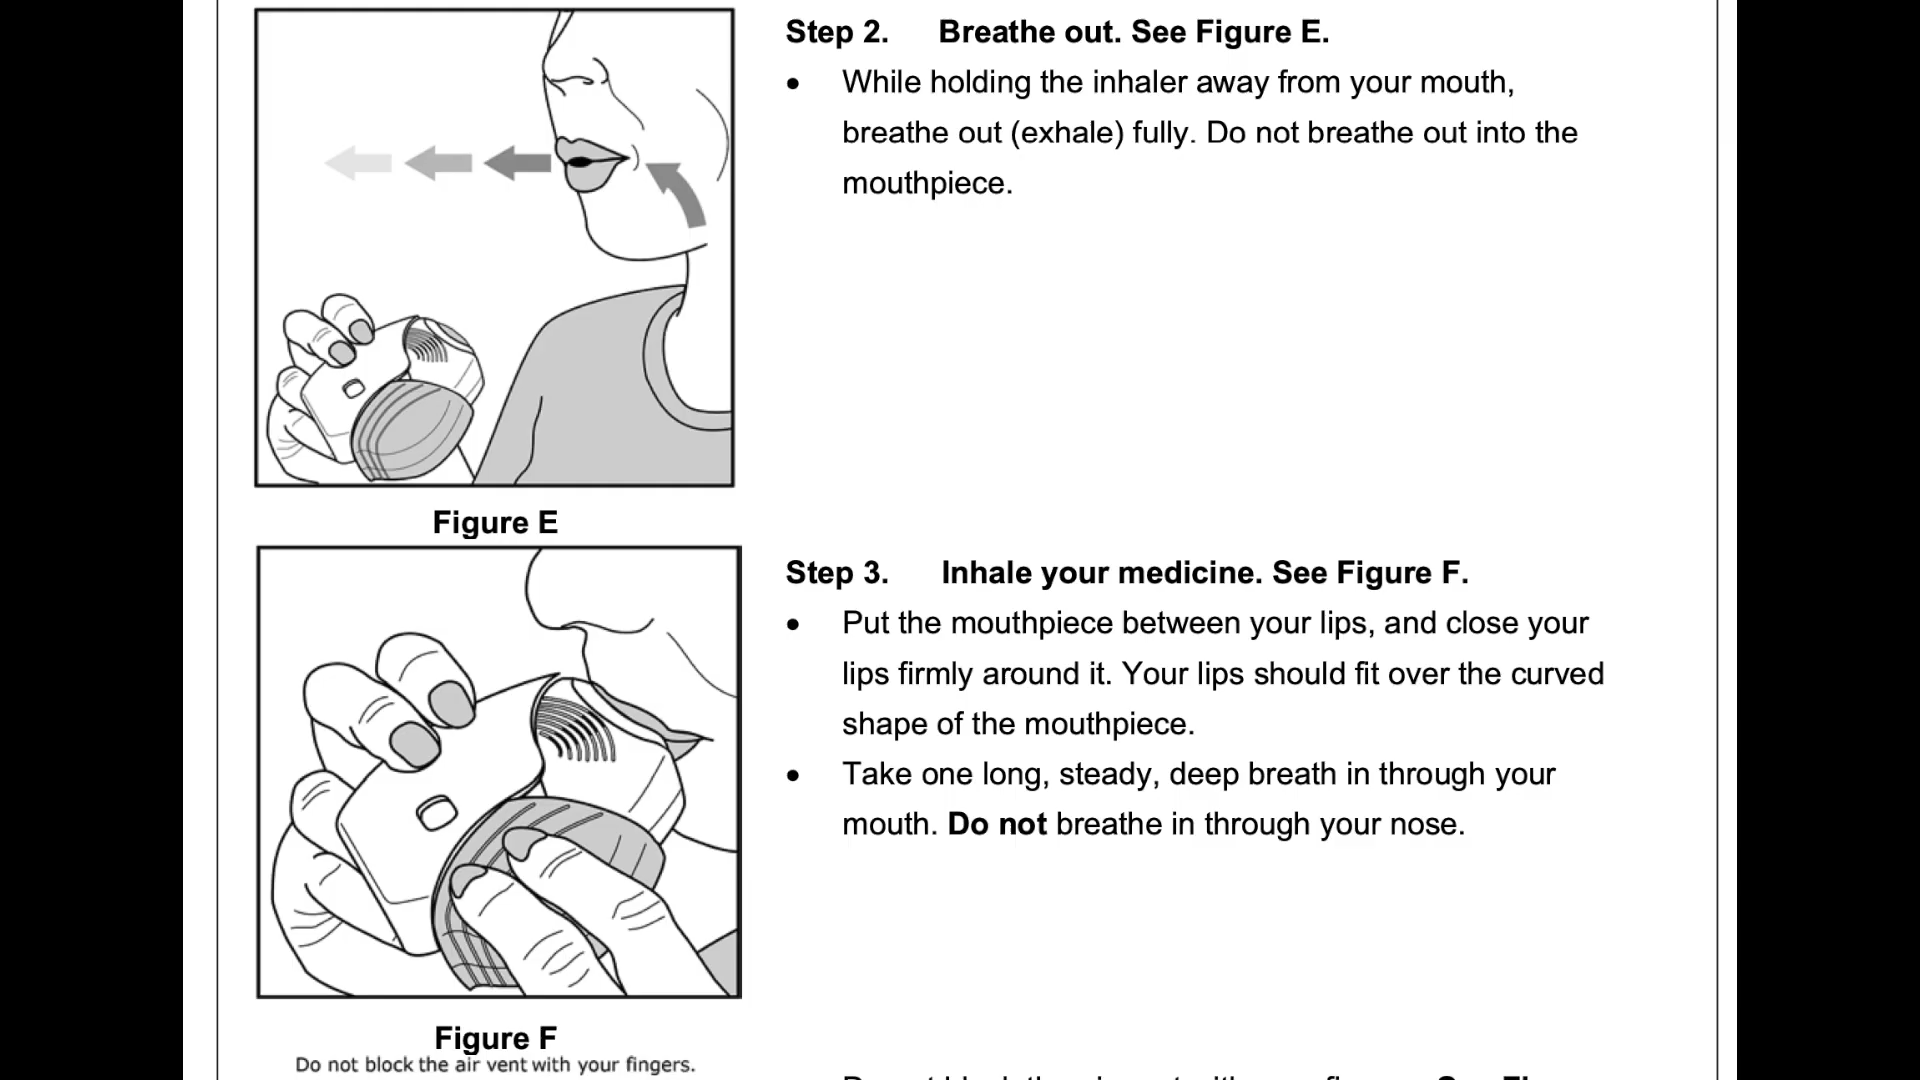 Step 2. Breathe out. See Figure E.
• While holding the inhaler away from your mouth,
breathe out (exhale) fully. Do not breathe out into the
mouthpiece.
Figure E
Step 3. Inhale your medicine. See Figure F.
• Put the mouthpiece between your lips, and close your
lips firmly around it. Your lips should fit over the curved
shape of the mouthpiece.
• Take one long, steady, deep breath in through your
mouth. Do not breathe in through your nose.
Figure F
Do not block the air vent with your fingers.